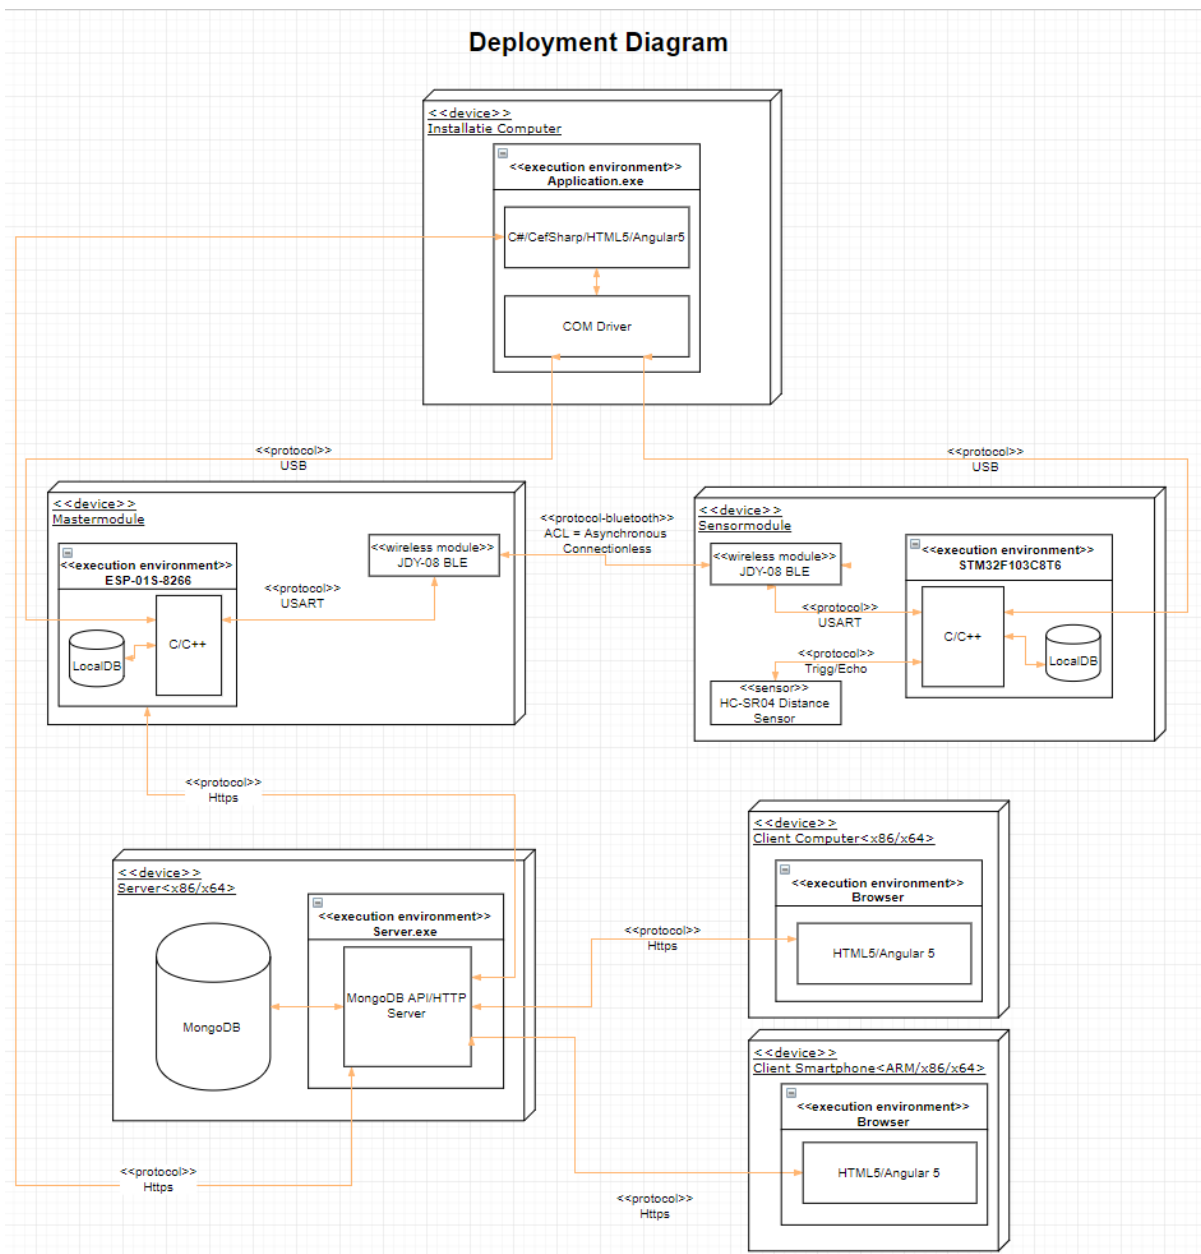 Deployment Diagram
<<device>>
Installatie Computer
<<execution environment>>
Application.exe
C#/CefSharp/HTML5/Angular5
COM Driver
<<protocol>>
USB
<<protocol>>
USB
<<device>>
Mastermodule
<<execution environment>>
ESP-01S-8266
LocalDB
C/C++
<<protocol>>
USART
<<wireless module>>
JDY-08 BLE
<<protocol-bluetooth>>
ACL = Asynchronous
Connectionless
<<device>>
Sensormodule
<<wireless module>>
JDY-08 BLE
<<protocol>>
USART
<<protocol>>
Trigg/Echo
<<sensor>>
HC-SR04 Distance
Sensor
<<execution environment>>
STM32F103C8T6
C/C++
LocalDB
<<protocol>>
Https
<<device>>
Server<x86/x64>
MongoDB
<<execution environment>>
Server.exe
MongoDB API/HTTP
Server
<<protocol>>
Https
<<device>>
Client Computer<x86/x64>
<<execution environment>>
Browser
HTML5/Angular 5
<<device>>
Client Smartphone<ARM/x86/x64>
<<execution environment>>
Browser
HTML5/Angular 5
<<protocol>>
Https
<<protocol>>
Https